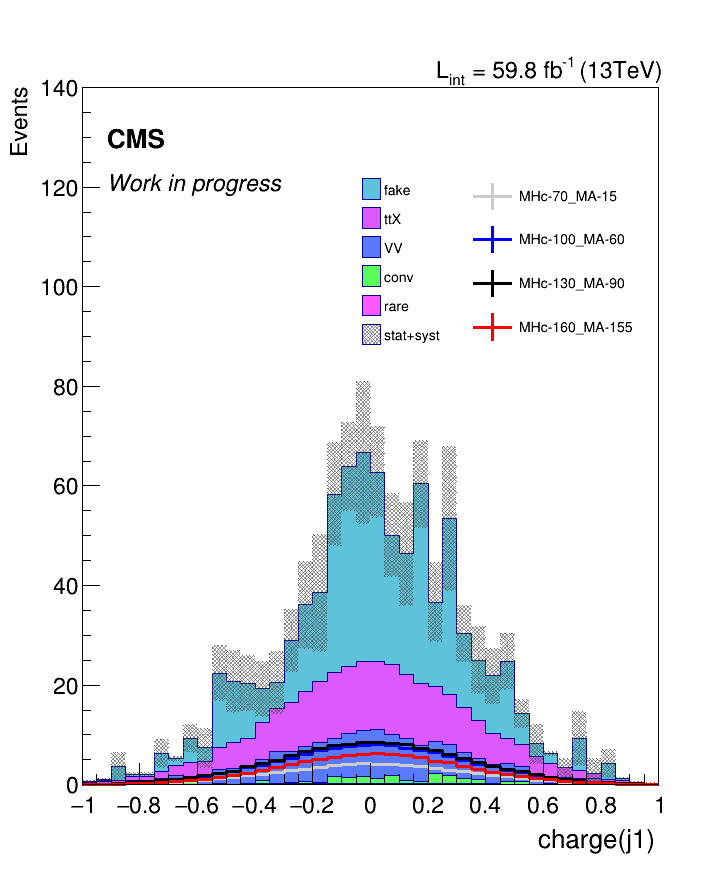 L_int = 59.8 fb^-1 (13TeV)
Events
140
120
100
80
60
40
20
0
CMS
Work in progress
fake
ttX
VV
conv
rare
stat+syst
MHc-70_MA-15
MHc-100_MA-60
MHc-130_MA-90
MHc-160_MA-155
−1 −0.8 −0.6 −0.4 −0.2 0 0.2 0.4 0.6 0.8 1
charge(j1)